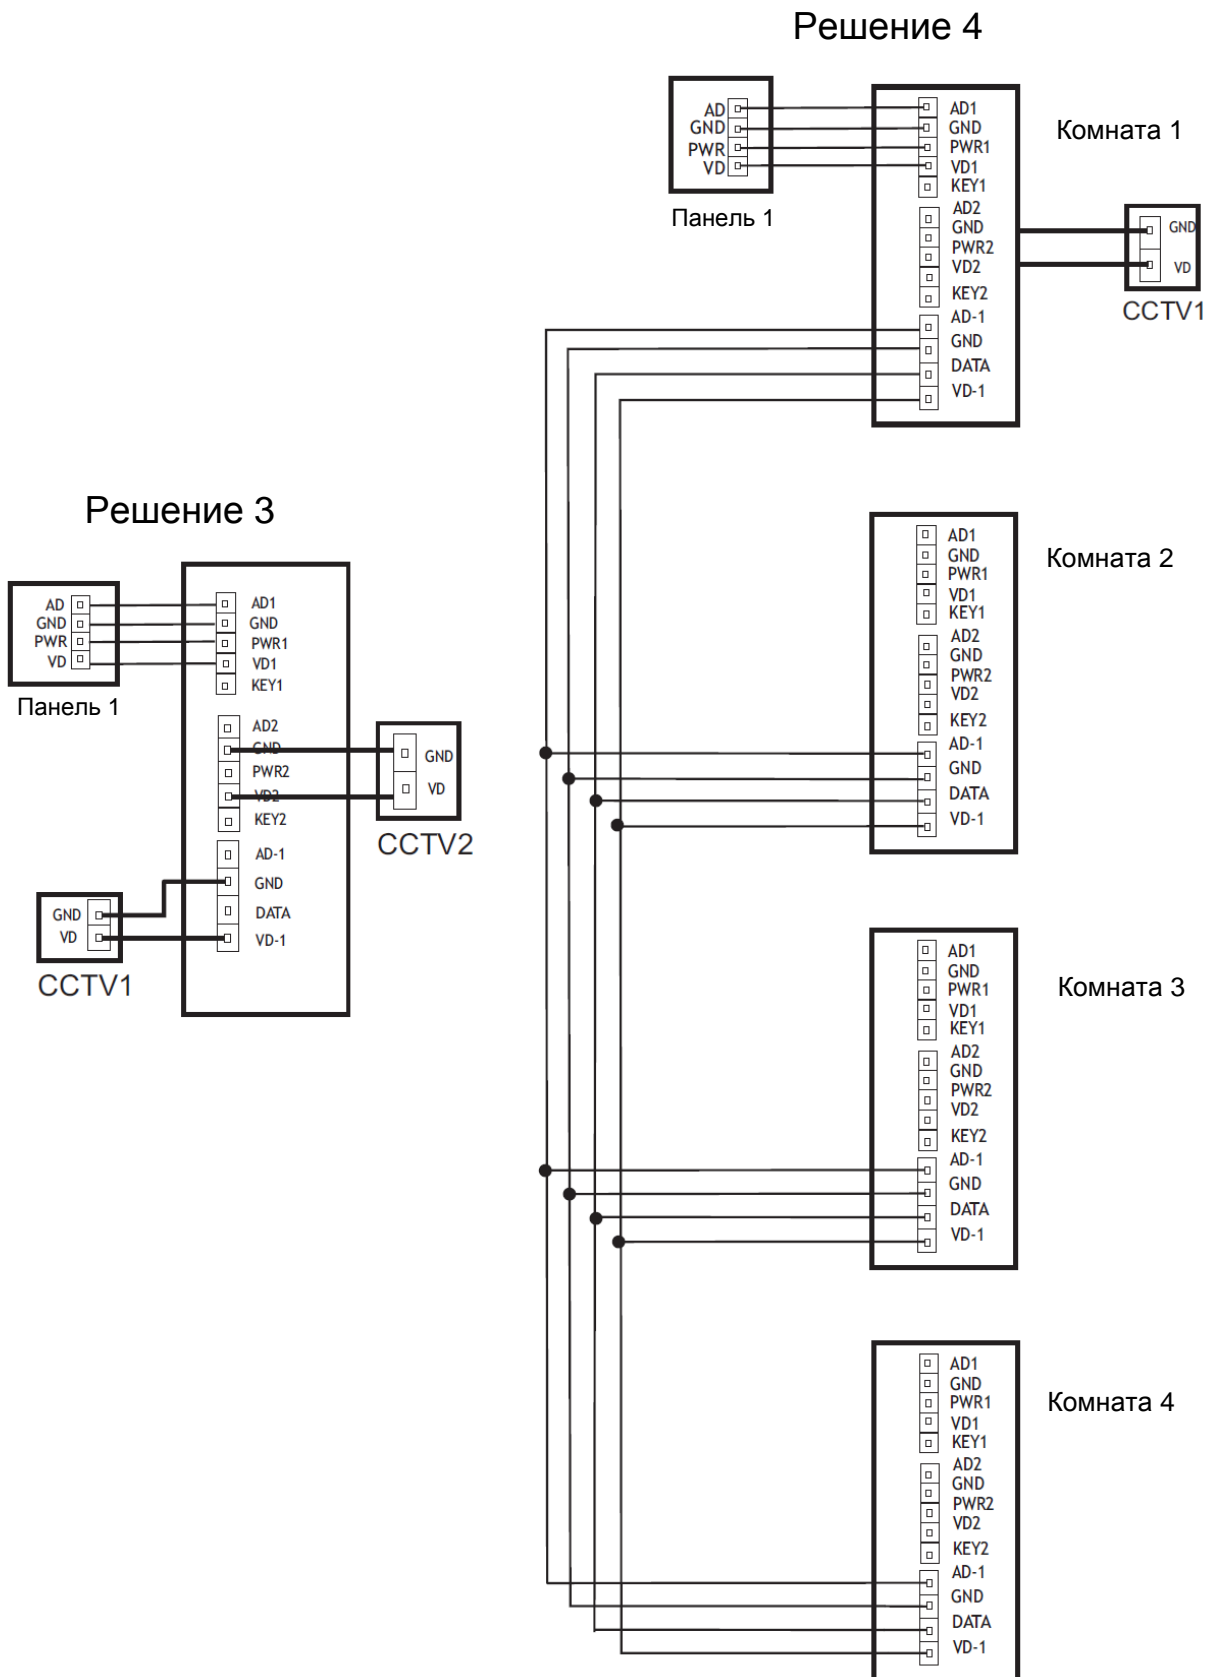 Решение 4
AD
GND
PWR
VD
Панель 1
AD1
GND
PWR1
VD1
KEY1
AD2
GND
PWR2
VD2
KEY2
AD-1
GND
DATA
VD-1
Комната 1
GND
VD
CCTV1
Решение 3
AD
GND
PWR
VD
Панель 1
AD1
GND
PWR1
VD1
KEY1
AD2
GND
PWR2
VD2
KEY2
AD-1
GND
DATA
VD-1
GND
VD
CCTV2
GND
VD
CCTV1
AD1
GND
PWR1
VD1
KEY1
AD2
GND
PWR2
VD2
KEY2
AD-1
GND
DATA
VD-1
Комната 2
AD1
GND
PWR1
VD1
KEY1
AD2
GND
PWR2
VD2
KEY2
AD-1
GND
DATA
VD-1
Комната 3
AD1
GND
PWR1
VD1
KEY1
AD2
GND
PWR2
VD2
KEY2
AD-1
GND
DATA
VD-1
Комната 4